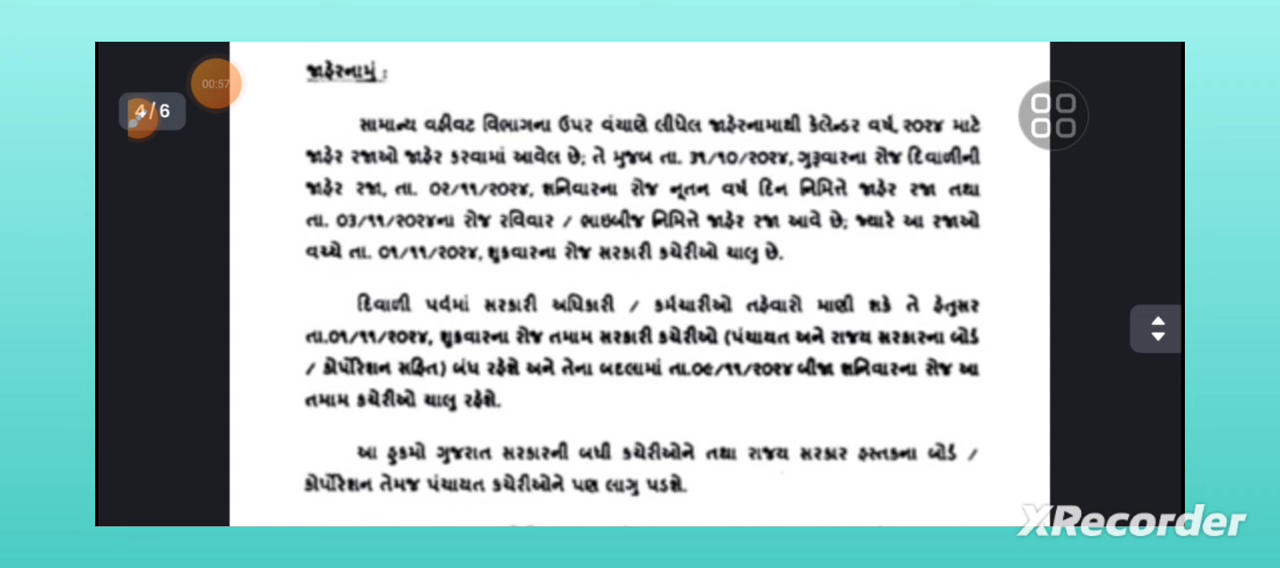 જાહેરનામું :
00:57
4/6
સામાન્ય વહીવટ વિભાગના ઉપર વંચાણે લીધેલ જાહેરનામાથી કેલેન્ડર વર્ષ, ૨૦૨૪ માટે
જાહેર રજાઓ જાહેર કરવામાં આવેલ છે; તે મુજબ તા. ૩૧/૧૦/૨૦૨૪, ગુરૂવારના રોજ દિવાળીની
જાહેર રજા, તા. ૦૨/૧૧/૨૦૨૪, શનિવારના રોજ નૂતન વર્ષ દિન નિમિત્તે જાહેર રજા તથા
તા. ૦૩/૧૧/૨૦૨૪ના રોજ રવિવાર / ભાઇબીજ નિમિત્તે જાહેર રજા આવે છે; જ્યારે આ રજાઓ
વચ્ચે તા. ૦૧/૧૧/૨૦૨૪, શુક્રવારના રોજ સરકારી કચેરીઓ ચાલુ છે.
દિવાળી પર્વમાં સરકારી અધિકારી / કર્મચારીઓ તહેવારો માણી શકે તે હેતુસર
તા.૦૧/૧૧/૨૦૨૪, શુક્રવારના રોજ તમામ સરકારી કચેરીઓ (પંચાયત અને રાજય સરકારના બોર્ડ
/ કોર્પોરેશન સહિત) બંધ રહેશે અને તેના બદલામાં તા.૦૯/૧૧/૨૦૨૪ બીજા શનિવારના રોજ આ
તમામ કચેરીઓ ચાલુ રહેશે.
આ હુકમો ગુજરાત સરકારની બધી કચેરીઓને તથા રાજય સરકાર હસ્તકના બોર્ડ /
કોર્પોરેશન તેમજ પંચાયત કચેરીઓને પણ લાગુ પડશે.
XRecorder